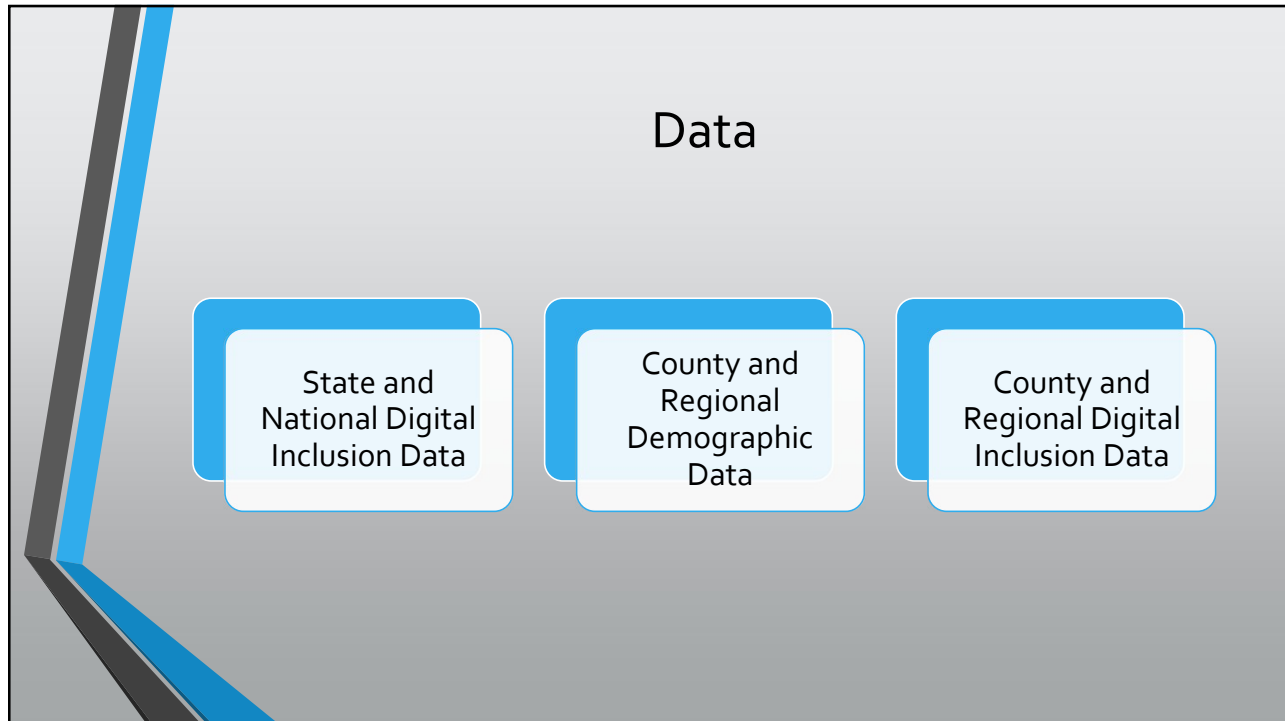 Data
State and
National Digital
Inclusion Data
County and
Regional
Demographic
Data
County and
Regional Digital
Inclusion Data